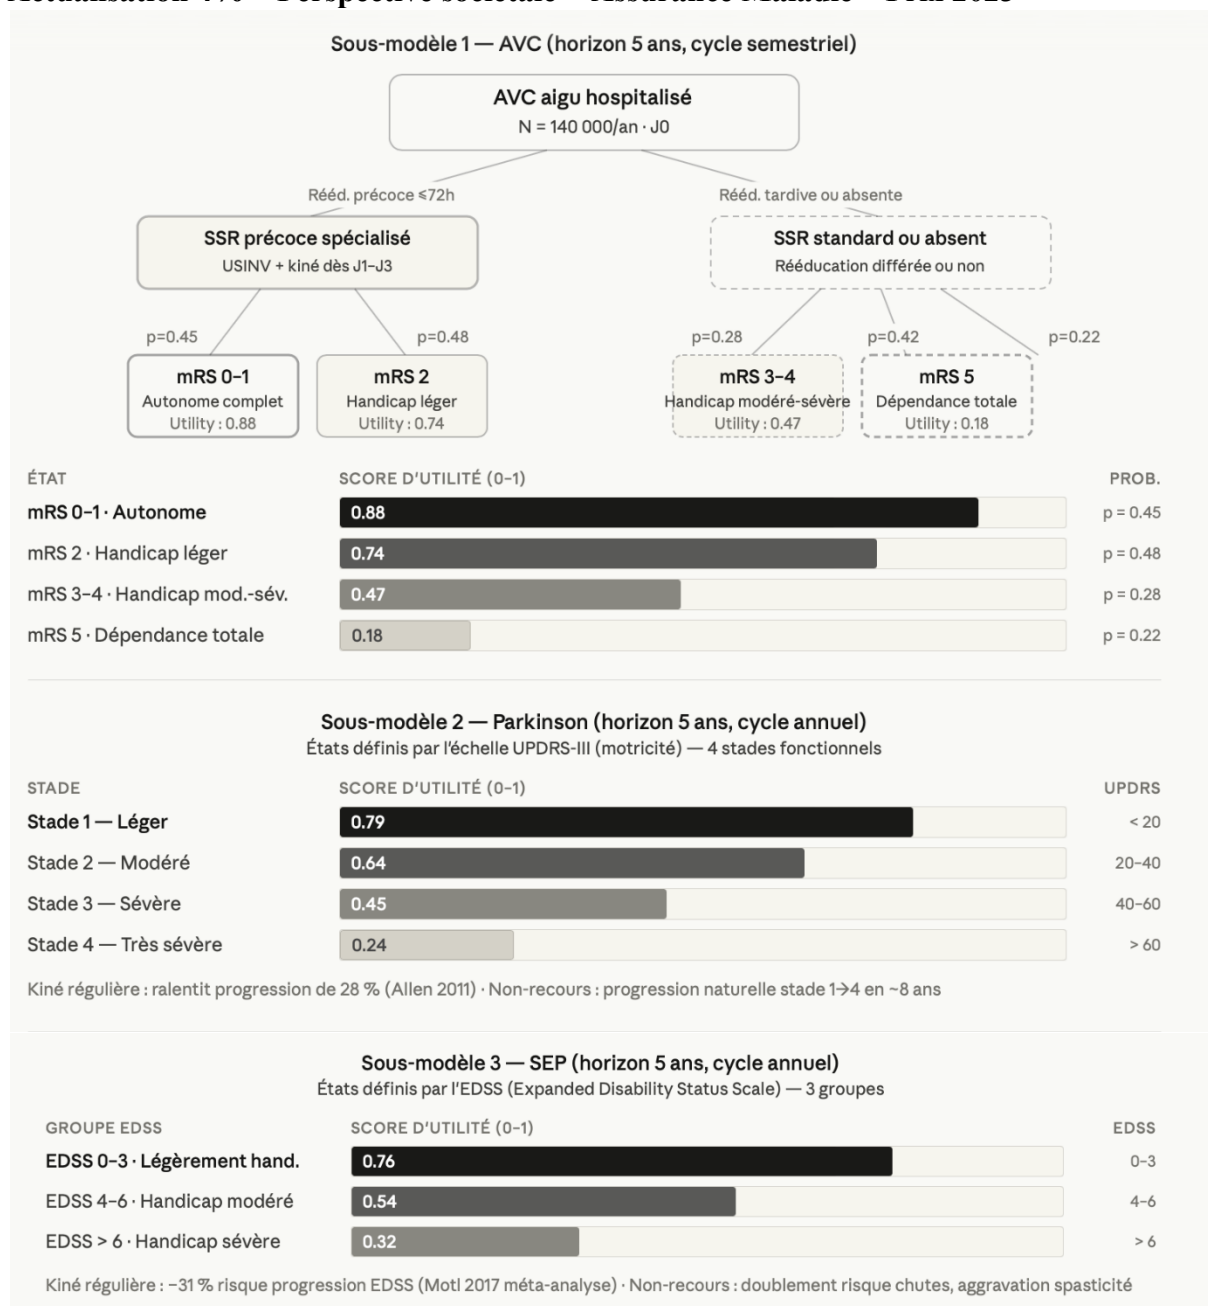 Actualisation 4% – Perspective sociétale – Assurance Maladie – Prix 2023
Sous-modèle 1 — AVC (horizon 5 ans, cycle semestriel)
AVC aigu hospitalisé
N = 140 000/an · J0
Rééd. précoce ≤72h
Rééd. tardive ou absente
SSR précoce spécialisé
USINV + kiné dès J1–J3
SSR standard ou absent
Rééducation différée ou non
p=0.45
p=0.48
p=0.28
p=0.42
p=0.22
mRS 0–1
Autonome complet
Utility : 0.88
mRS 2
Handicap léger
Utility : 0.74
mRS 3–4
Handicap modéré-sévère
Utility : 0.47
mRS 5
Dépendance totale
Utility : 0.18
ÉTAT SCORE D'UTILITÉ (0–1) PROB.
mRS 0–1 · Autonome 0.88 p = 0.45
mRS 2 · Handicap léger 0.74 p = 0.48
mRS 3–4 · Handicap mod.-sév. 0.47 p = 0.28
mRS 5 · Dépendance totale 0.18 p = 0.22
Sous-modèle 2 — Parkinson (horizon 5 ans, cycle annuel)
États définis par l'échelle UPDRS-III (motricité) — 4 stades fonctionnels
STADE SCORE D'UTILITÉ (0–1) UPDRS
Stade 1 — Léger 0.79 < 20
Stade 2 — Modéré 0.64 20–40
Stade 3 — Sévère 0.45 40–60
Stade 4 — Très sévère 0.24 > 60
Kiné régulière : ralentit progression de 28 % (Allen 2011) · Non-recours : progression naturelle stade 1→4 en ~8 ans
Sous-modèle 3 — SEP (horizon 5 ans, cycle annuel)
États définis par l'EDSS (Expanded Disability Status Scale) — 3 groupes
GROUPE EDSS SCORE D'UTILITÉ (0–1) EDSS
EDSS 0–3 · Légèrement hand. 0.76 0–3
EDSS 4–6 · Handicap modéré 0.54 4–6
EDSS > 6 · Handicap sévère 0.32 > 6
Kiné régulière : −31 % risque progression EDSS (Motl 2017 méta-analyse) · Non-recours : doublement risque chutes, aggravation spasticité